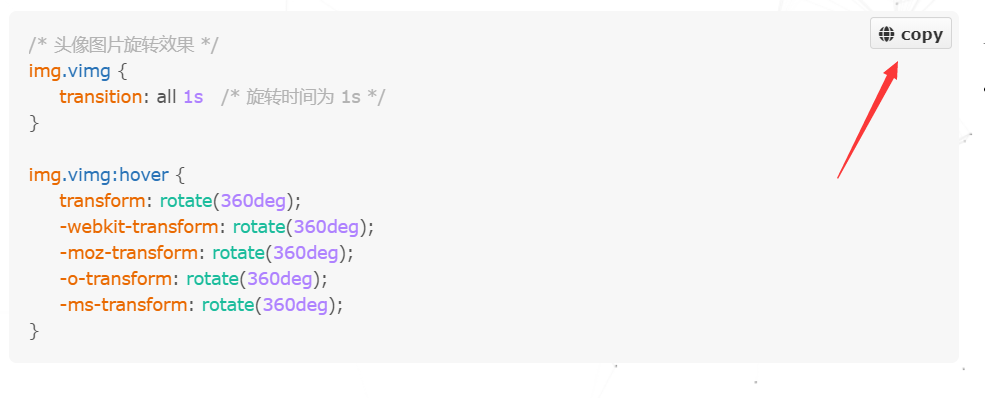 copy
/* 头像图片旋转效果 */
img.vimg {
transition: all 1s /* 旋转时间为 1s */
}
img.vimg:hover {
transform: rotate(360deg);
-webkit-transform: rotate(360deg);
-moz-transform: rotate(360deg);
-o-transform: rotate(360deg);
-ms-transform: rotate(360deg);
}